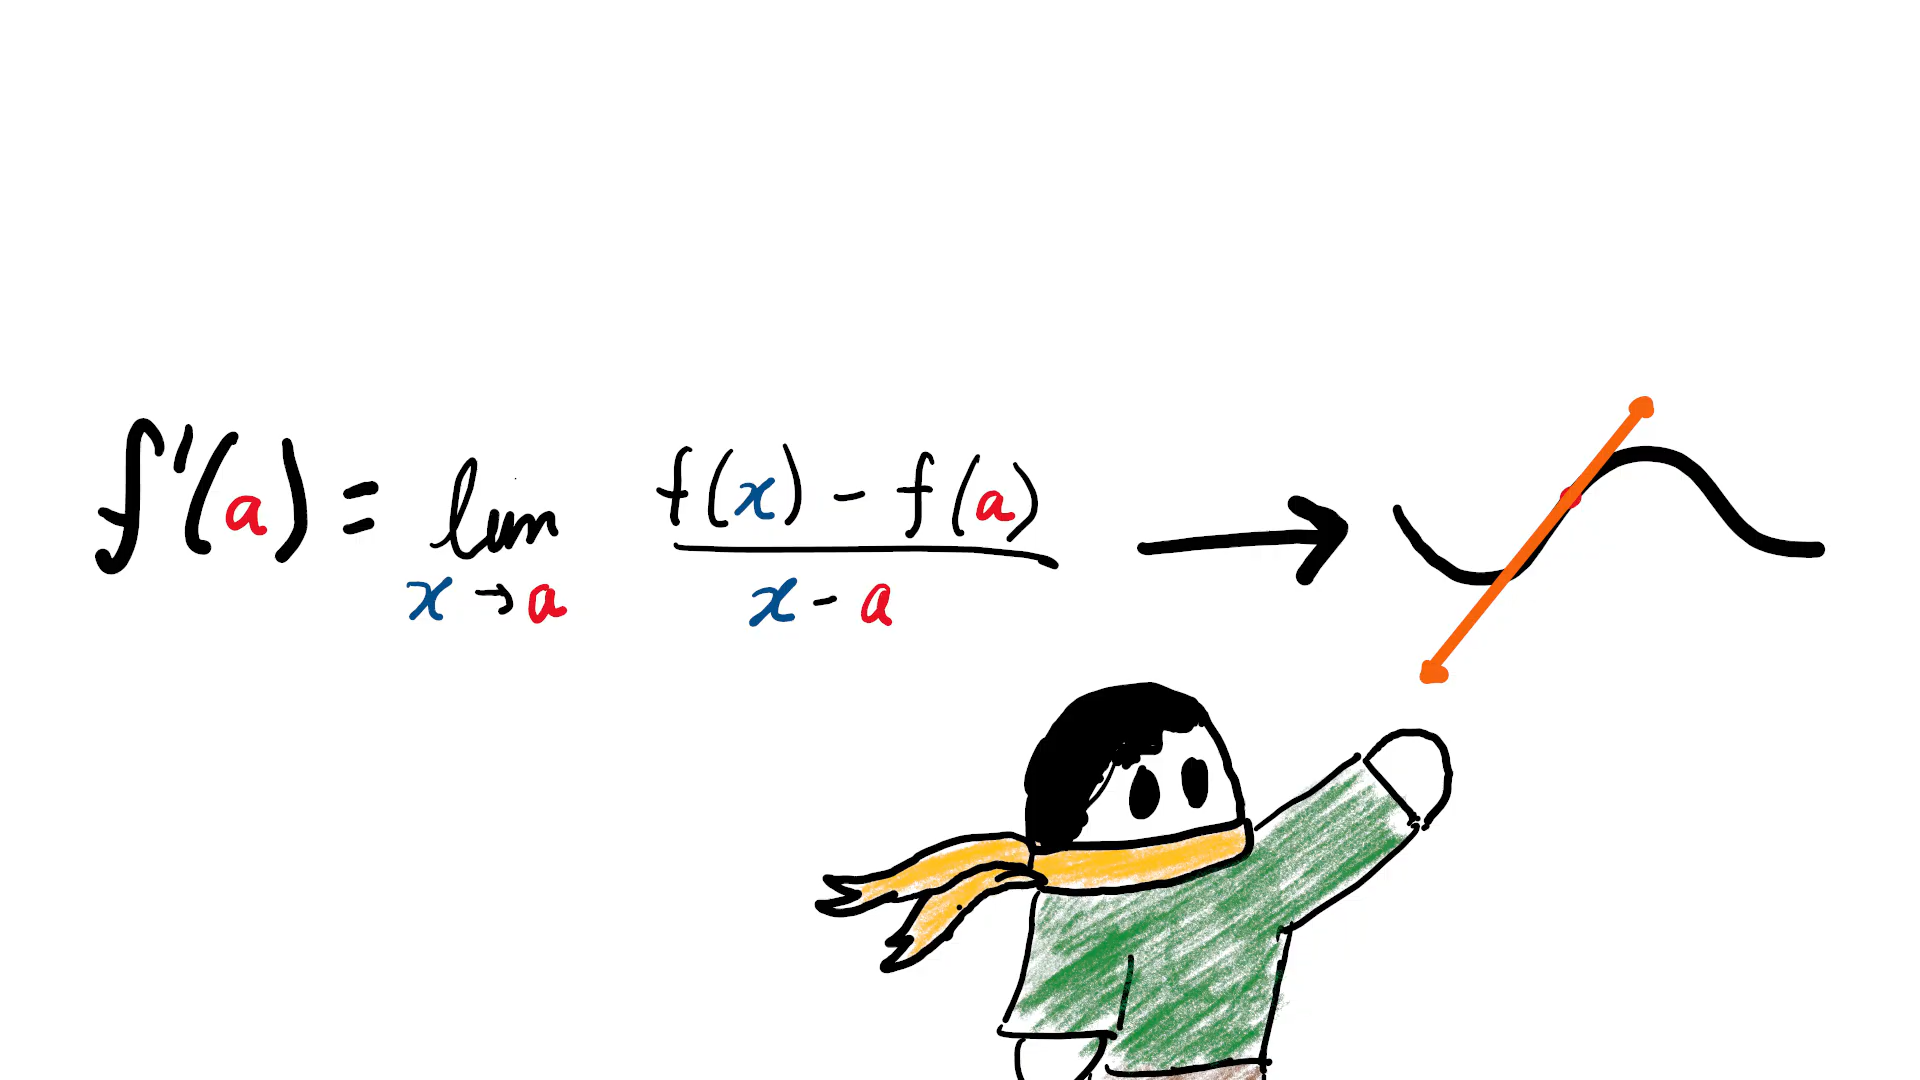 f'(a) = lim x→a f(x) - f(a) / x - a